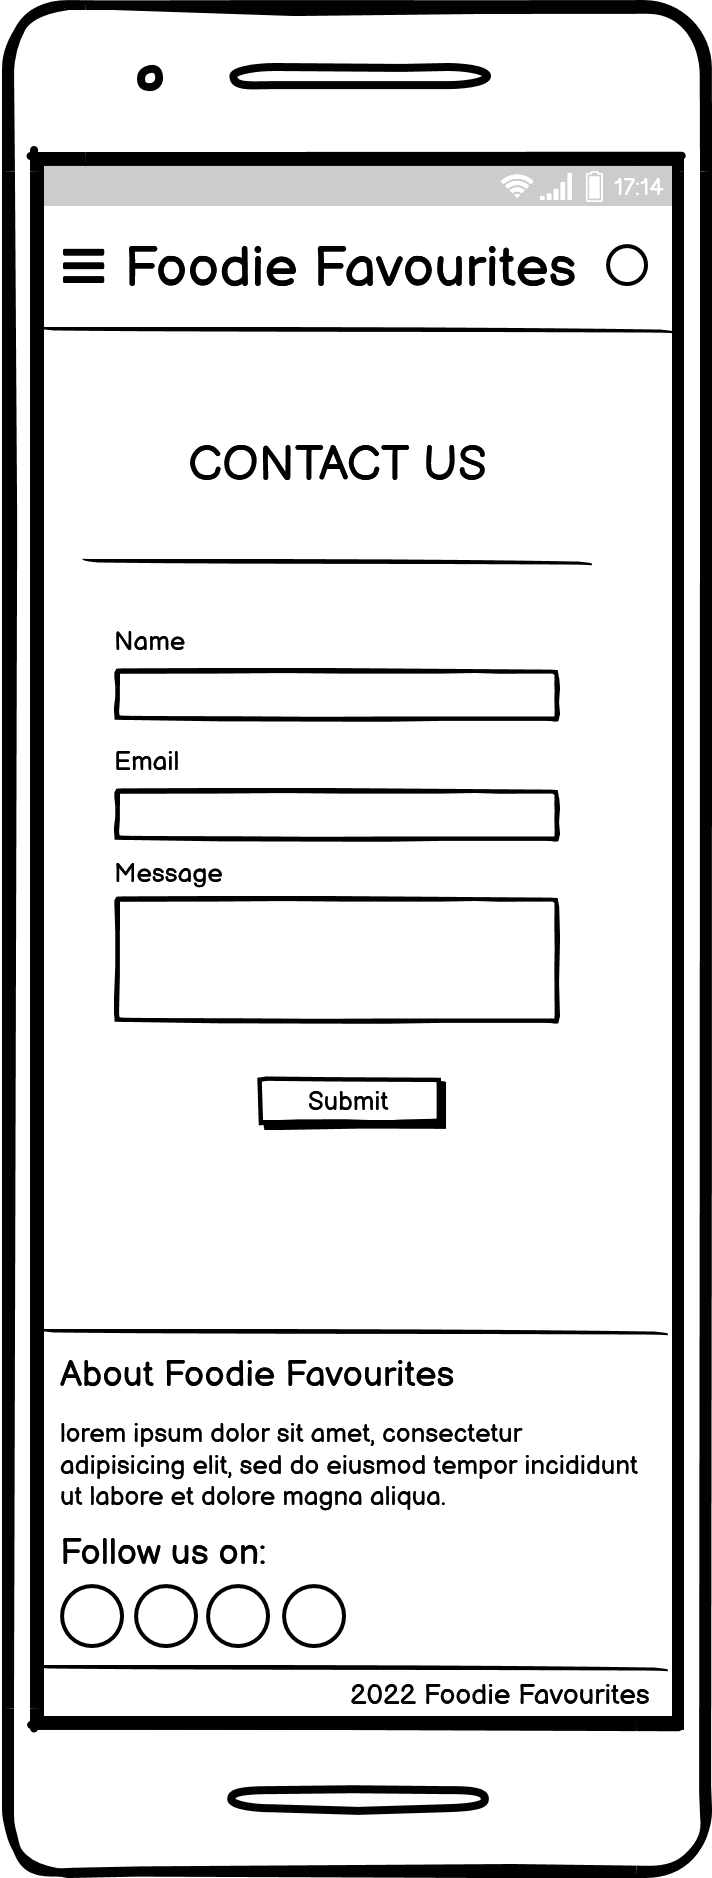 17:14
Foodie Favourites
CONTACT US
Name
Email
Message
Submit
About Foodie Favourites
lorem ipsum dolor sit amet, consectetur
adipisicing elit, sed do eiusmod tempor incididunt
ut labore et dolore magna aliqua.
Follow us on:
2022 Foodie Favourites